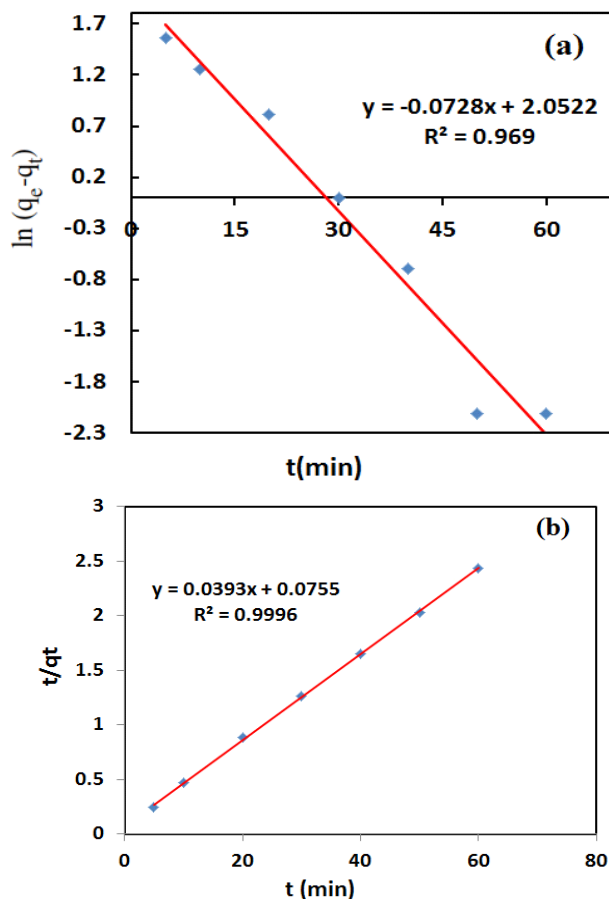 (a)
1.7
1.2
0.7
0.2
-0.3
-0.8
-1.3
-1.8
-2.3
y = -0.0728x + 2.0522
R² = 0.969
0 15 30 45 60
ln (qe-qt)
t(min)
(b)
3
2.5
2
1.5
1
0.5
0
y = 0.0393x + 0.0755
R² = 0.9996
0 20 40 60 80
t/qt
t (min)